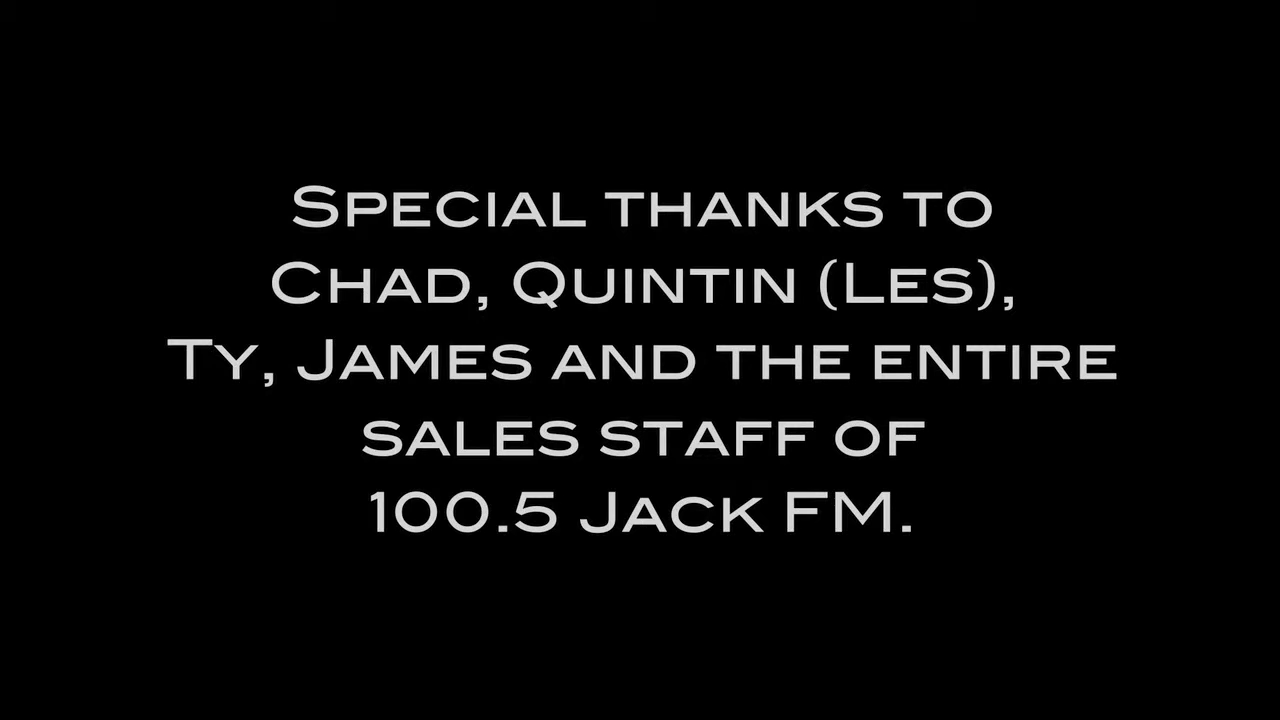 Special thanks to
Chad, Quintin (Les),
Ty, James and the entire
sales staff of
100.5 Jack FM.